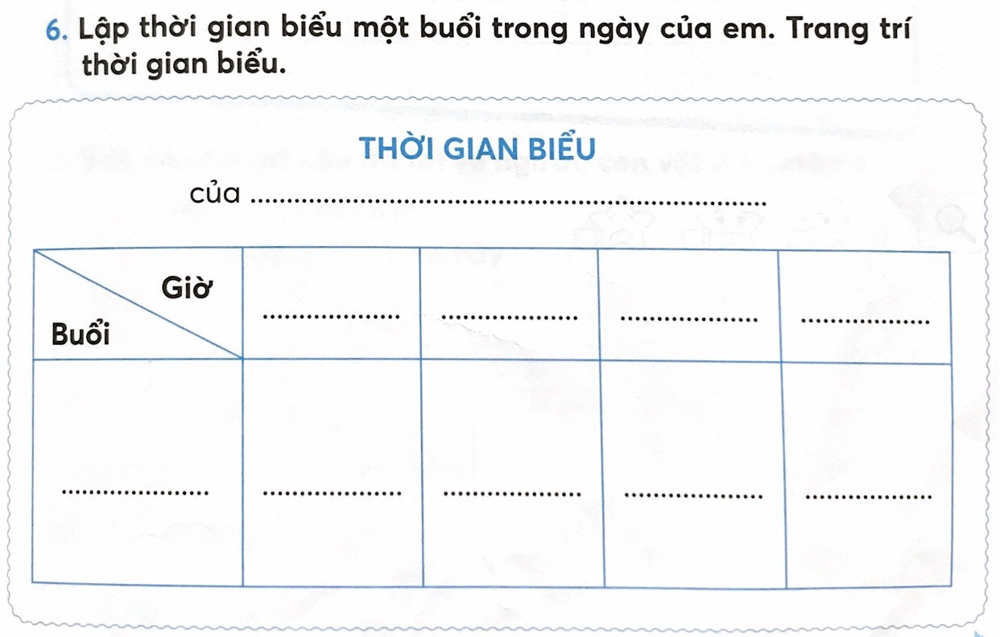 6. Lập thời gian biểu một buổi trong ngày của em. Trang trí
thời gian biểu.
THỜI GIAN BIỂU
của ................................................................
Giờ
Buổi
................... ................... ................... ..................
.................... ................... ................... ................... ..................